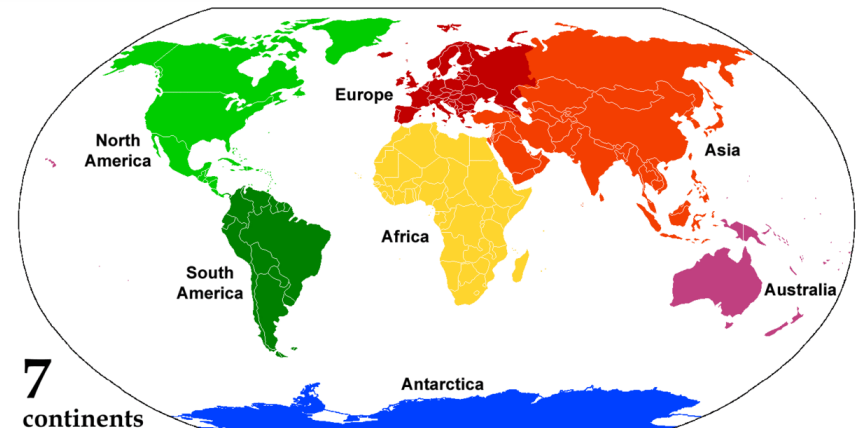 Europe
North
America
Asia
Africa
South
America
Australia
Antarctica
7
continents